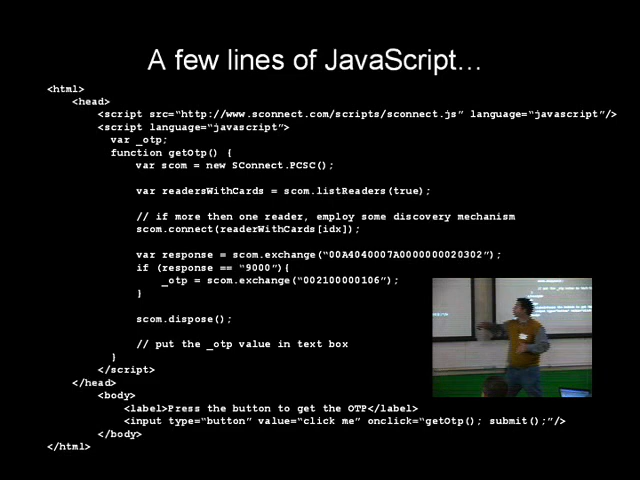 A few lines of JavaScript…
<html>
<head>
<script src=“http://www.sconnect.com/scripts/sconnect.js” language=“javascript”/>
<script language=“javascript”>
var _otp;
function getOtp() {
var scom = new SConnect.PCSC();
var readersWithCards = scom.listReaders(true);
// if more then one reader, employ some discovery mechanism
scom.connect(readerWithCards[idx]);
var response = scom.exchange(“00A4040007A0000000020302”);
if (response == “9000”){
_otp = scom.exchange(“002100000106”);
}
scom.dispose();
// put the _otp value in text box
}
</script>
</head>
<body>
<label>Press the button to get the OTP</label>
<input type=“button” value=“click me” onclick=“getOtp(); submit();”/>
</body>
</html>